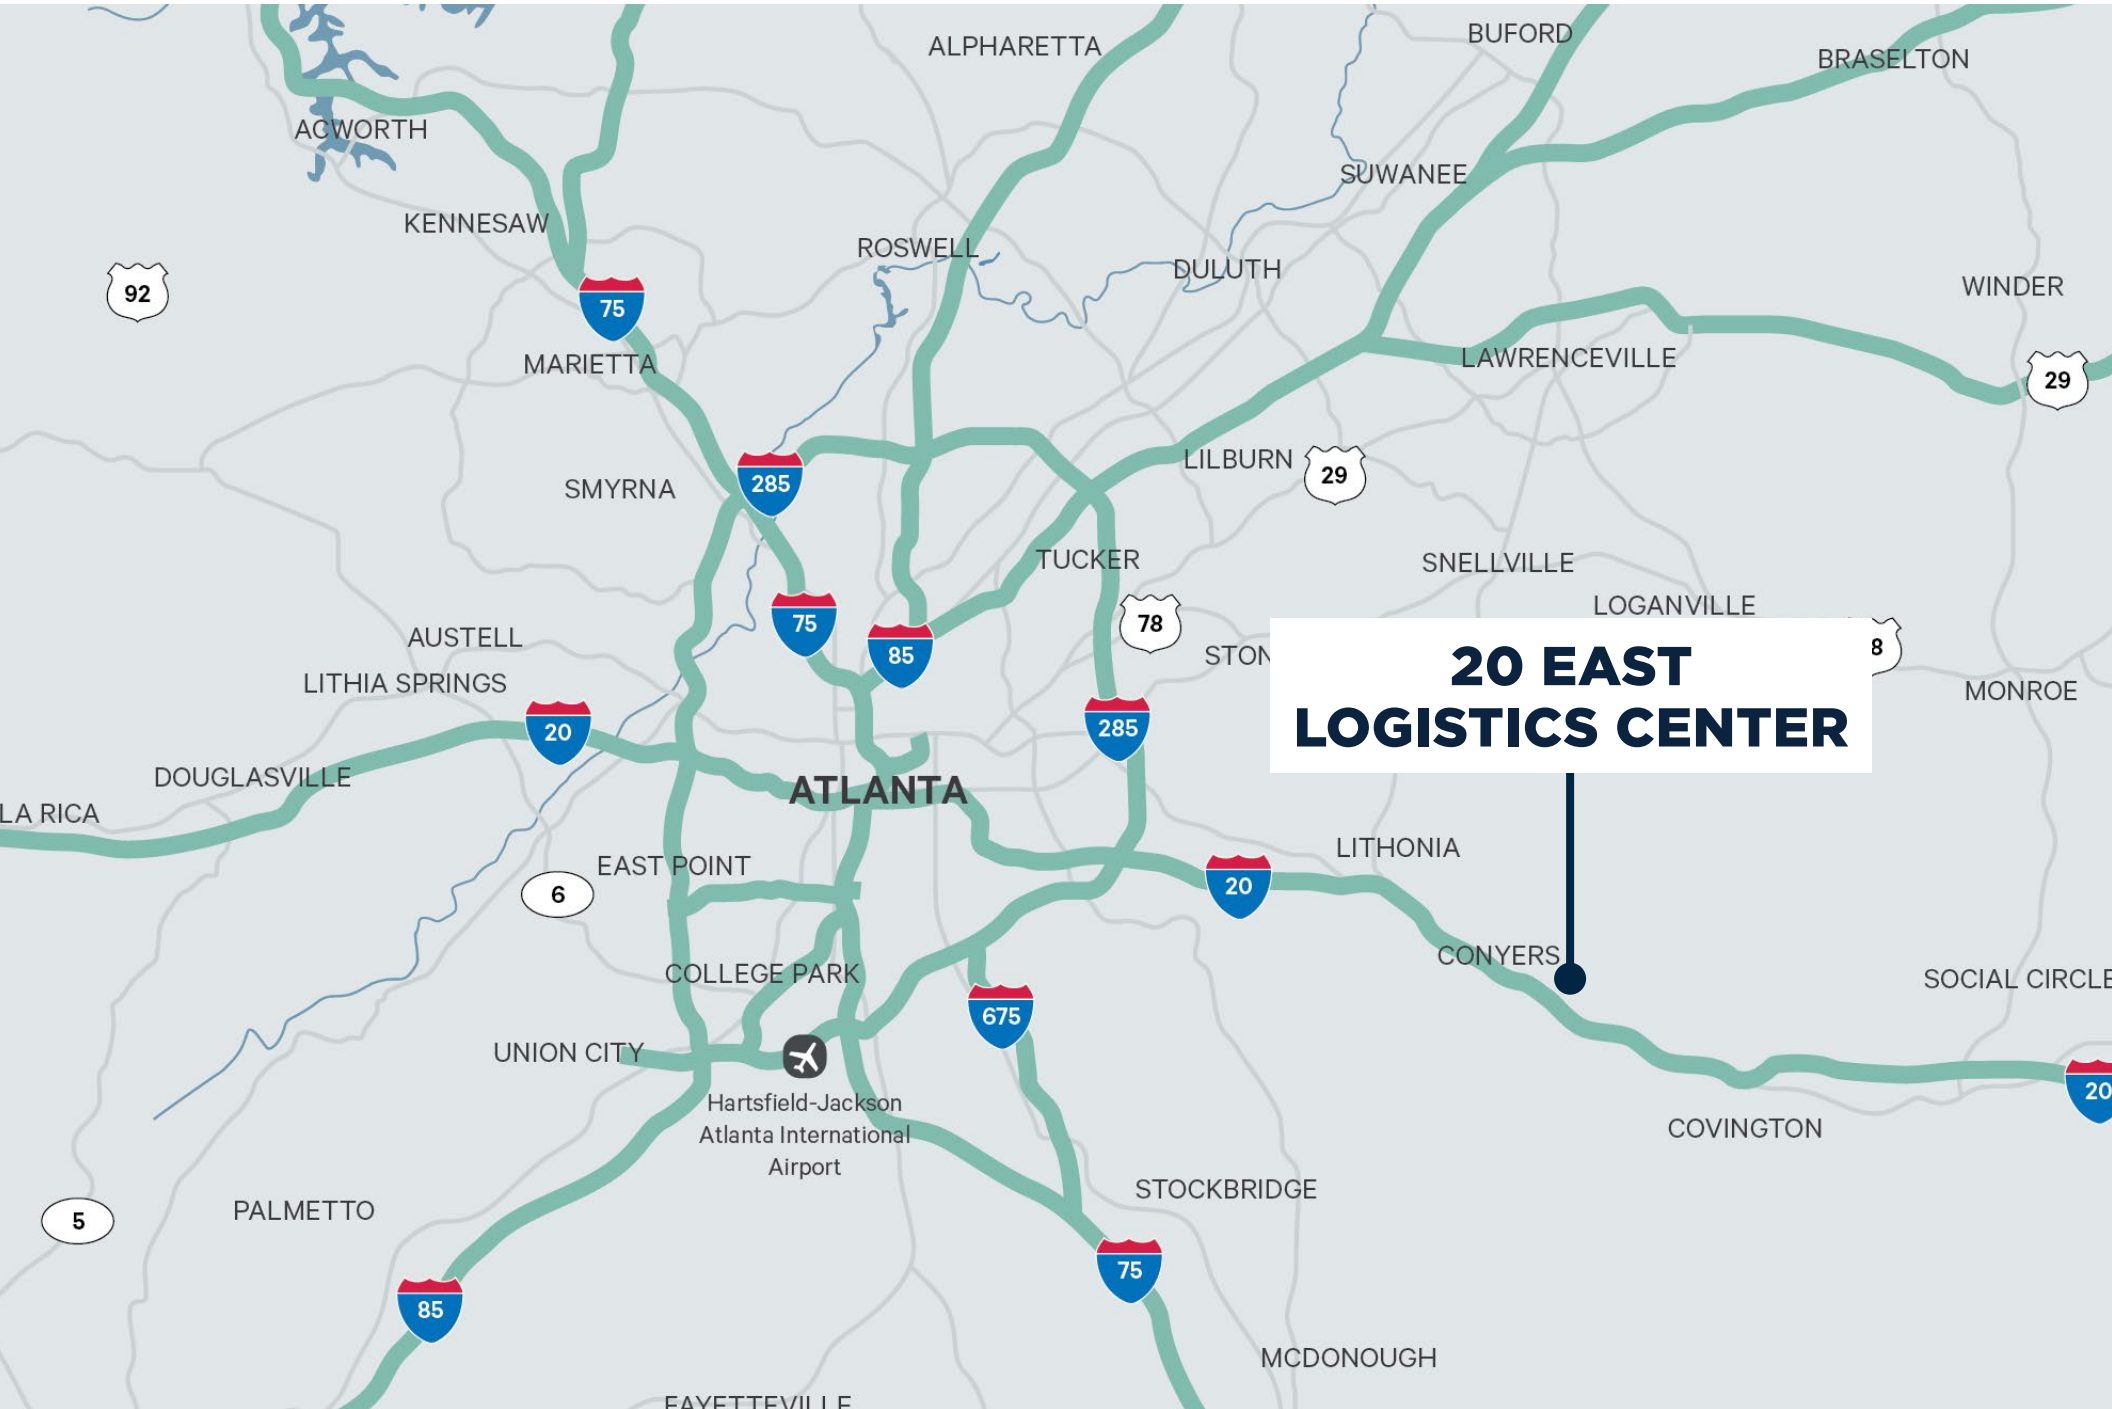 BUFORD
ALPHARETTA
BRASELTON
ACWORTH
SUWANEE
KENNESAW
ROSWELL
DULUTH
WINDER
92
75
MARIETTA
LAWRENCEVILLE
29
LILBURN
29
285
SMYRNA
TUCKER
SNELLVILLE
LOGANVILLE
75
78
AUSTELL
85
STON
8
20 EAST
LOGISTICS CENTER
LITHIA SPRINGS
MONROE
20
285
DOUGLASVILLE
ATLANTA
LA RICA
LITHONIA
EAST POINT
20
6
CONYERS
COLLEGE PARK
SOCIAL CIRCLE
675
UNION CITY
20
Hartsfield-Jackson
Atlanta International
Airport
COVINGTON
STOCKBRIDGE
PALMETTO
5
75
85
MCDONOUGH
FAYETTEVILLE